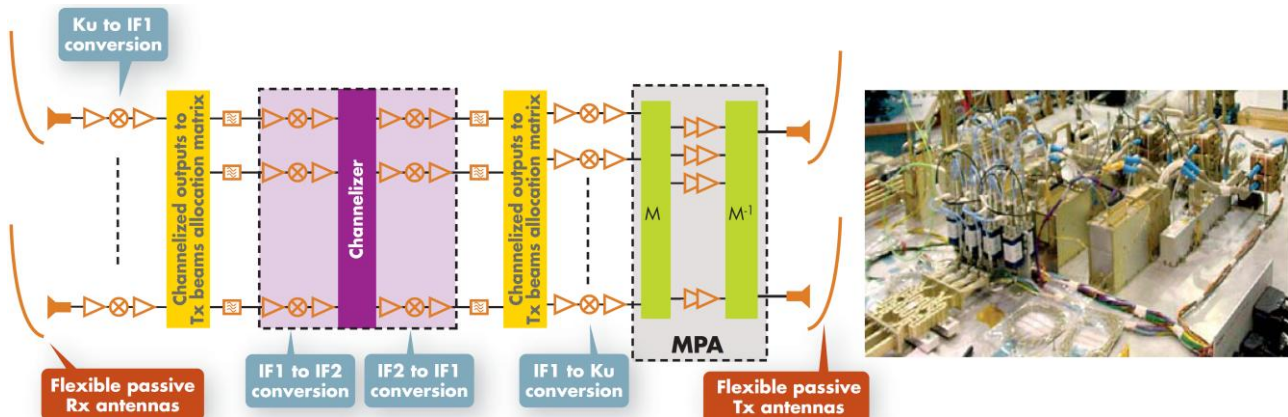 Ku to IF1
conversion
Channelized outputs to
Tx beams allocation matrix
Channelizer
Channelized outputs to
Tx beams allocation matrix
M
M-1
MPA
Flexible passive
Rx antennas
IF1 to IF2
conversion
IF2 to IF1
conversion
IF1 to Ku
conversion
Flexible passive
Tx antennas